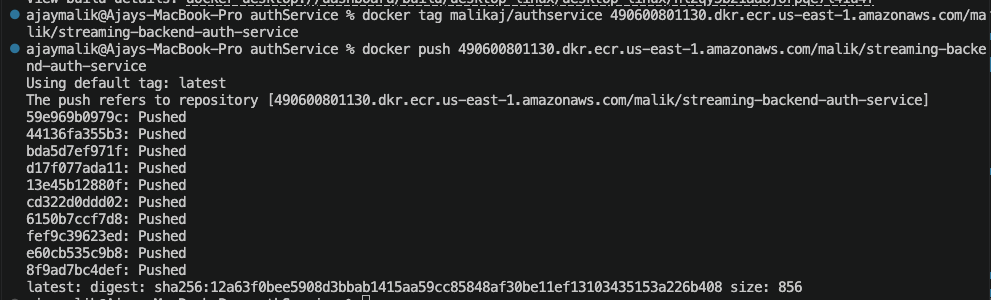 ajaymalik@Ajays-MacBook-Pro authService % docker tag malikaj/authservice 490600801130.dkr.ecr.us-east-1.amazonaws.com/ma
lik/streaming-backend-auth-service
ajaymalik@Ajays-MacBook-Pro authService % docker push 490600801130.dkr.ecr.us-east-1.amazonaws.com/malik/streaming-backe
nd-auth-service
Using default tag: latest
The push refers to repository [490600801130.dkr.ecr.us-east-1.amazonaws.com/malik/streaming-backend-auth-service]
59e969b0979c: Pushed
44136fa355b3: Pushed
bda5d7ef971f: Pushed
d17f077ada11: Pushed
13e45b12880f: Pushed
cd322d0ddd02: Pushed
6150b7ccf7d8: Pushed
fef9c39623ed: Pushed
e60cb535c9b8: Pushed
8f9ad7bc4def: Pushed
latest: digest: sha256:12a63f0bee5908d3bbab1415aa59cc85848af30be11ef13103435153a226b408 size: 856